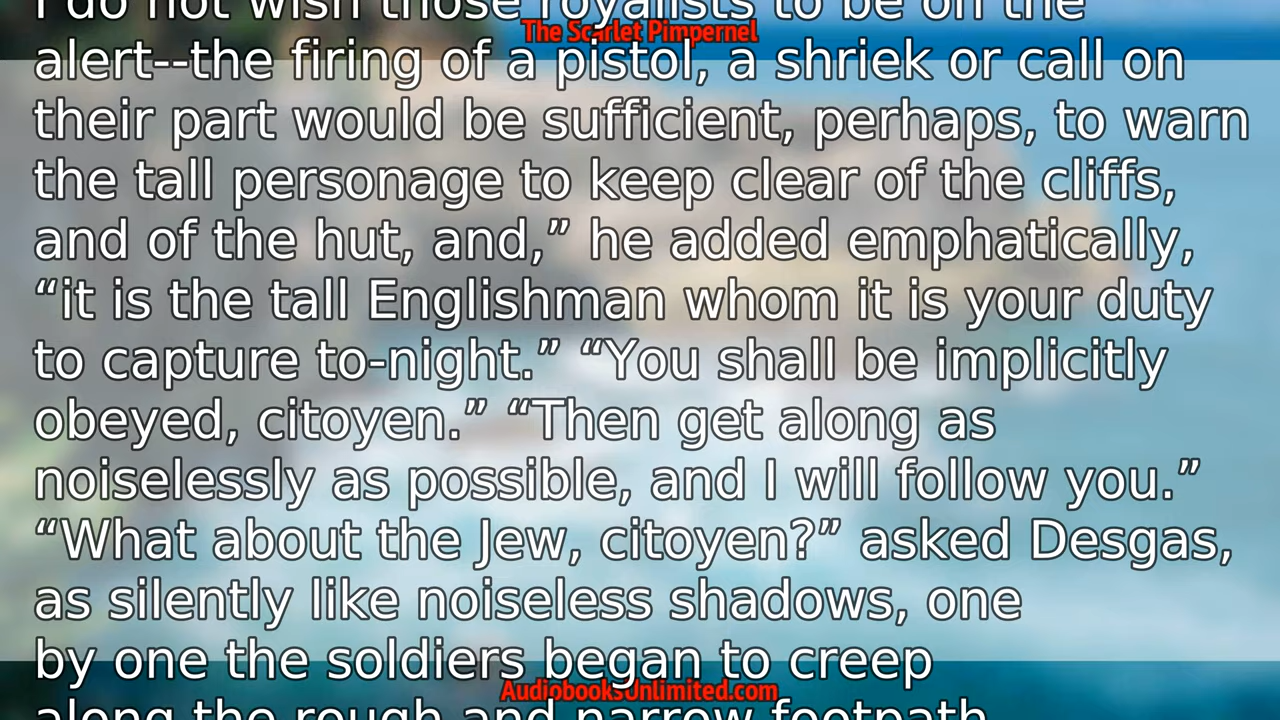 I do not wish those royalists to be on the
The Scarlet Pimpernel
alert--the firing of a pistol, a shriek or call on
their part would be sufficient, perhaps, to warn
the tall personage to keep clear of the cliffs,
and of the hut, and,” he added emphatically,
“it is the tall Englishman whom it is your duty
to capture to-night.” “You shall be implicitly
obeyed, citoyen.” “Then get along as
noiselessly as possible, and I will follow you.”
“What about the Jew, citoyen?” asked Desgas,
as silently like noiseless shadows, one
by one the soldiers began to creep
AudiobooksUnlimited.com
along the rough and narrow footpath